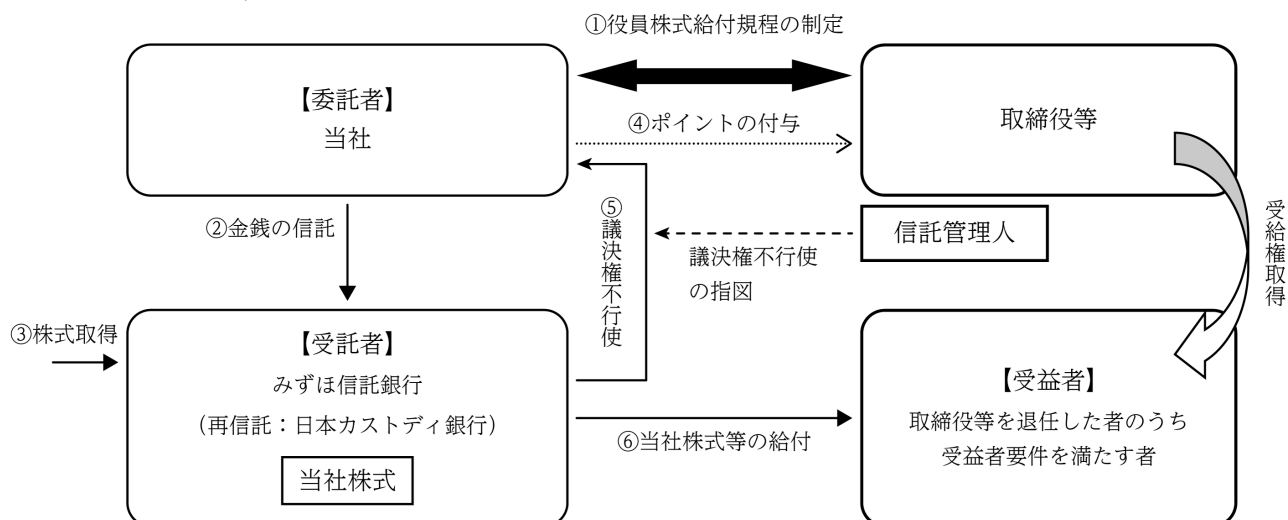 ①役員株式給付規程の制定
【委託者】
当社
④ポイントの付与
取締役等
②金銭の信託
⑤議決権不行使
議決権不行使
の指図
信託管理人
受給権取得
③株式取得
【受託者】
みずほ信託銀行
(再信託：日本カストディ銀行)
当社株式
⑥当社株式等の給付
【受益者】
取締役等を退任した者のうち
受益者要件を満たす者